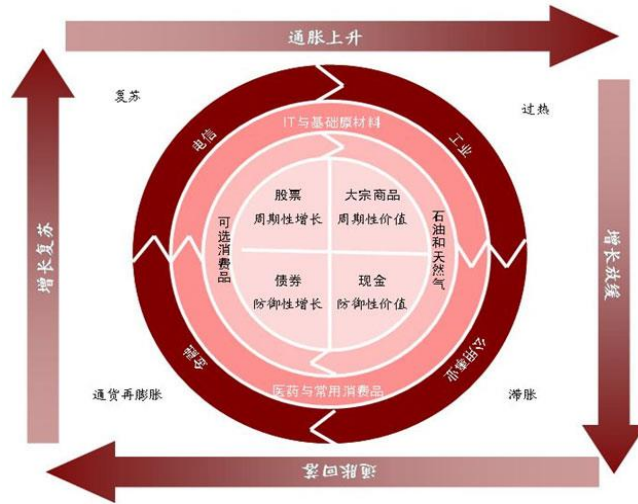 通胀上升
复苏
过热
IT与基础膜材料
电信
工业
股票
周期性增长
大宗商品
周期性价值
增长复苏
可选消费品
石油和天然气
增长放缓
债券
防御性增长
现金
防御性价值
金融
公用事业
医药与常用消费品
通货再膨胀
滞胀
通胀回落